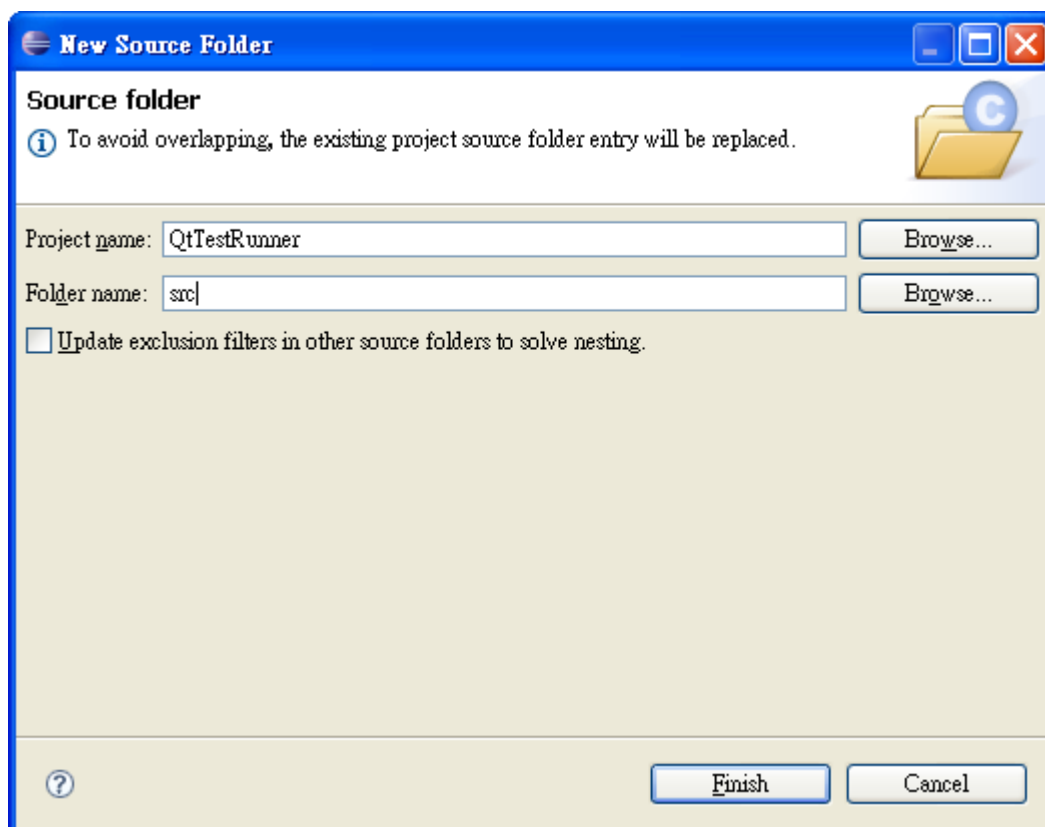 New Source Folder
Source folder
To avoid overlapping, the existing project source folder entry will be replaced.
Project name: QtTestRunner Browse...
Folder name: src Browse...
Update exclusion filters in other source folders to solve nesting.
Finish Cancel